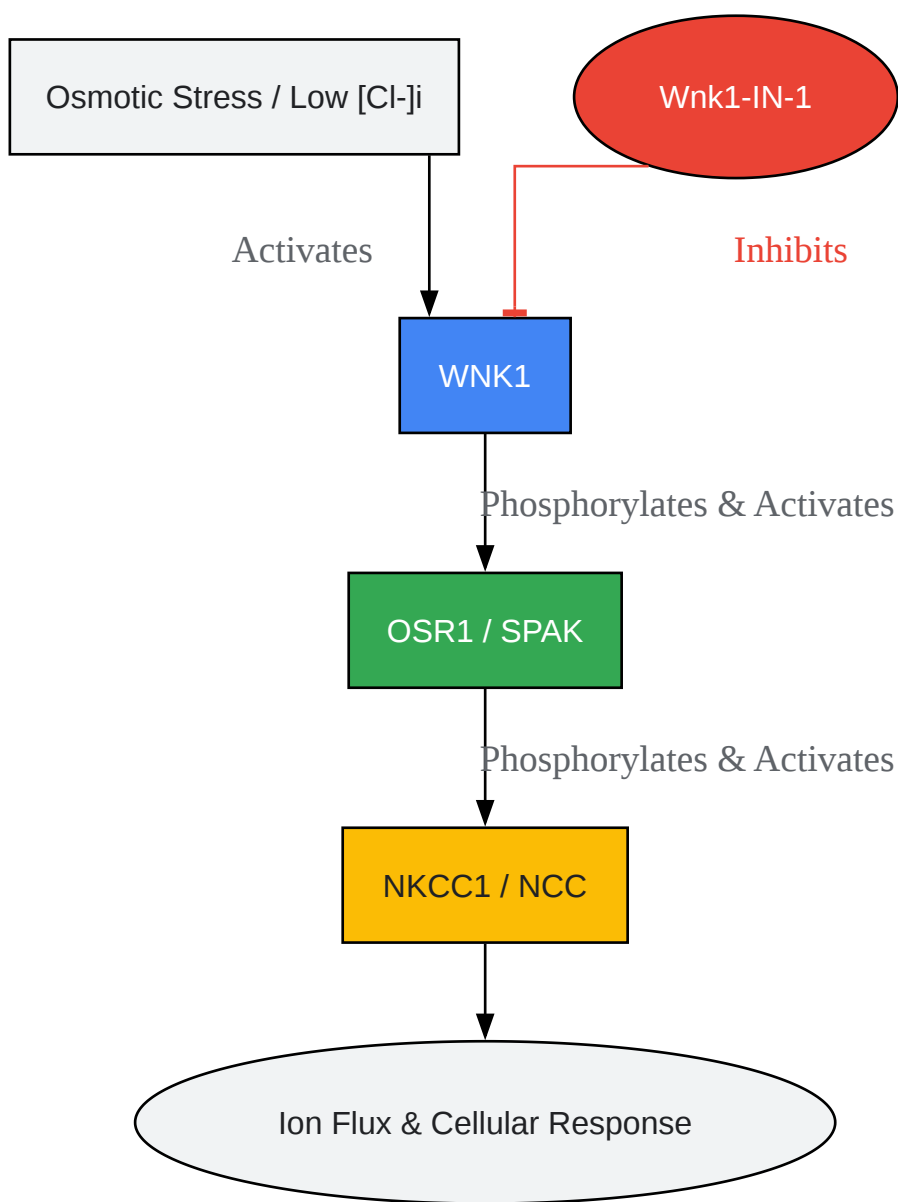 Osmotic Stress / Low [Cl-]i
Wnk1-IN-1
Activates
Inhibits
WNK1
Phosphorylates & Activates
OSR1 / SPAK
Phosphorylates & Activates
NKCC1 / NCC
Ion Flux & Cellular Response